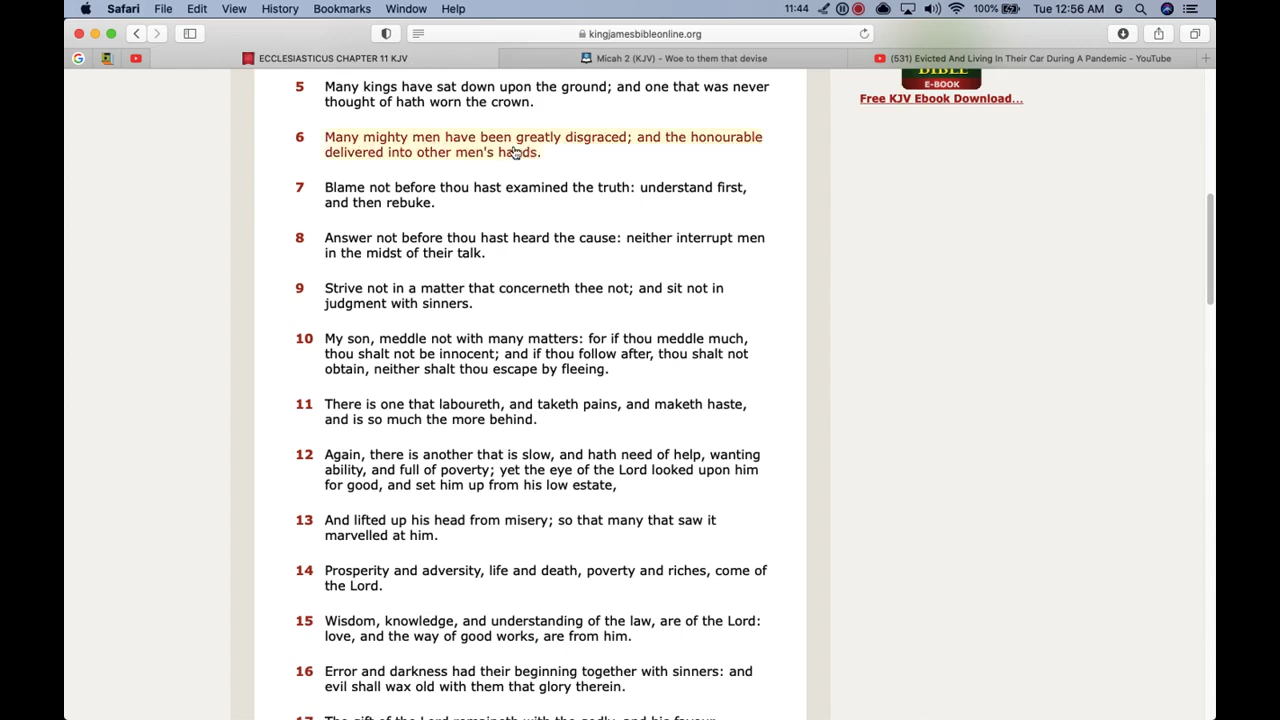 Safari File Edit View History Bookmarks Window Help 11:44 100% Tue 12:56 AM G
kingjamesbibleonline.org
ECCLESIASTICUS CHAPTER 11 KJV
Micah 2 (KJV) - Woe to them that devise
(531) Evicted And Living In Their Car During A Pandemic - YouTube
BIBLE
E-BOOK
Free KJV Ebook Download...
5 Many kings have sat down upon the ground; and one that was never
thought of hath worn the crown.
6 Many mighty men have been greatly disgraced; and the honourable
delivered into other men's hands.
7 Blame not before thou hast examined the truth: understand first,
and then rebuke.
8 Answer not before thou hast heard the cause: neither interrupt men
in the midst of their talk.
9 Strive not in a matter that concerneth thee not; and sit not in
judgment with sinners.
10 My son, meddle not with many matters: for if thou meddle much,
thou shalt not be innocent; and if thou follow after, thou shalt not
obtain, neither shalt thou escape by fleeing.
11 There is one that laboureth, and taketh pains, and maketh haste,
and is so much the more behind.
12 Again, there is another that is slow, and hath need of help, wanting
ability, and full of poverty; yet the eye of the Lord looked upon him
for good, and set him up from his low estate,
13 And lifted up his head from misery; so that many that saw it
marvelled at him.
14 Prosperity and adversity, life and death, poverty and riches, come of
the Lord.
15 Wisdom, knowledge, and understanding of the law, are of the Lord:
love, and the way of good works, are from him.
16 Error and darkness had their beginning together with sinners: and
evil shall wax old with them that glory therein.
17 The gift of the Lord remaineth with the godly, and his favour